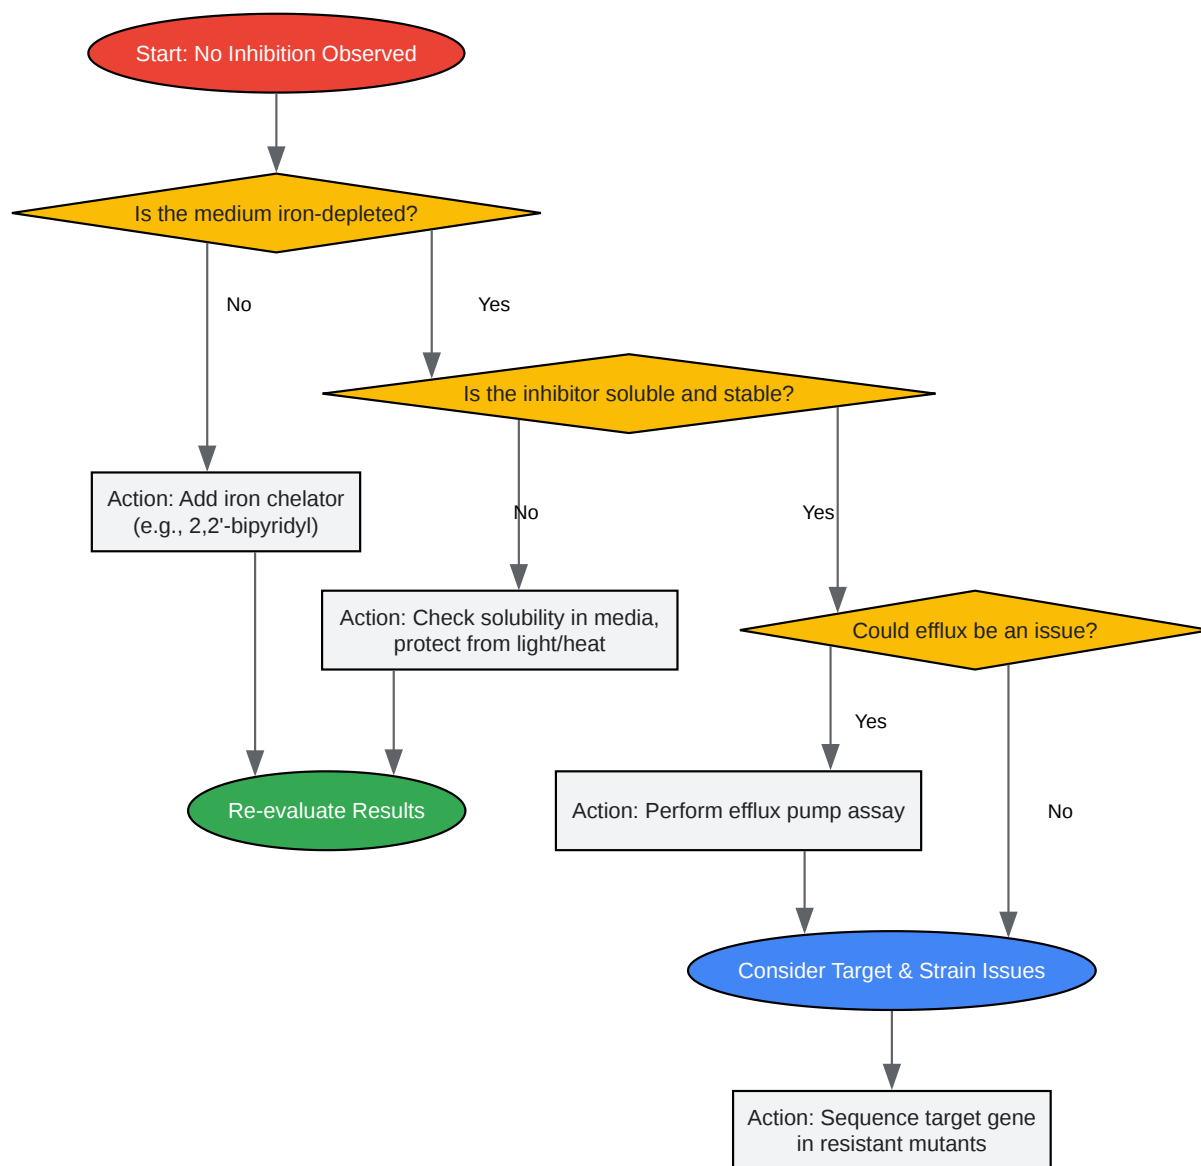 Start: No Inhibition Observed
Is the medium iron-depleted?
No
Yes
Is the inhibitor soluble and stable?
Action: Add iron chelator
(e.g., 2,2'-bipyridyl)
No
Yes
Action: Check solubility in media,
protect from light/heat
Could efflux be an issue?
Yes
Re-evaluate Results
Action: Perform efflux pump assay
No
Consider Target & Strain Issues
Action: Sequence target gene
in resistant mutants